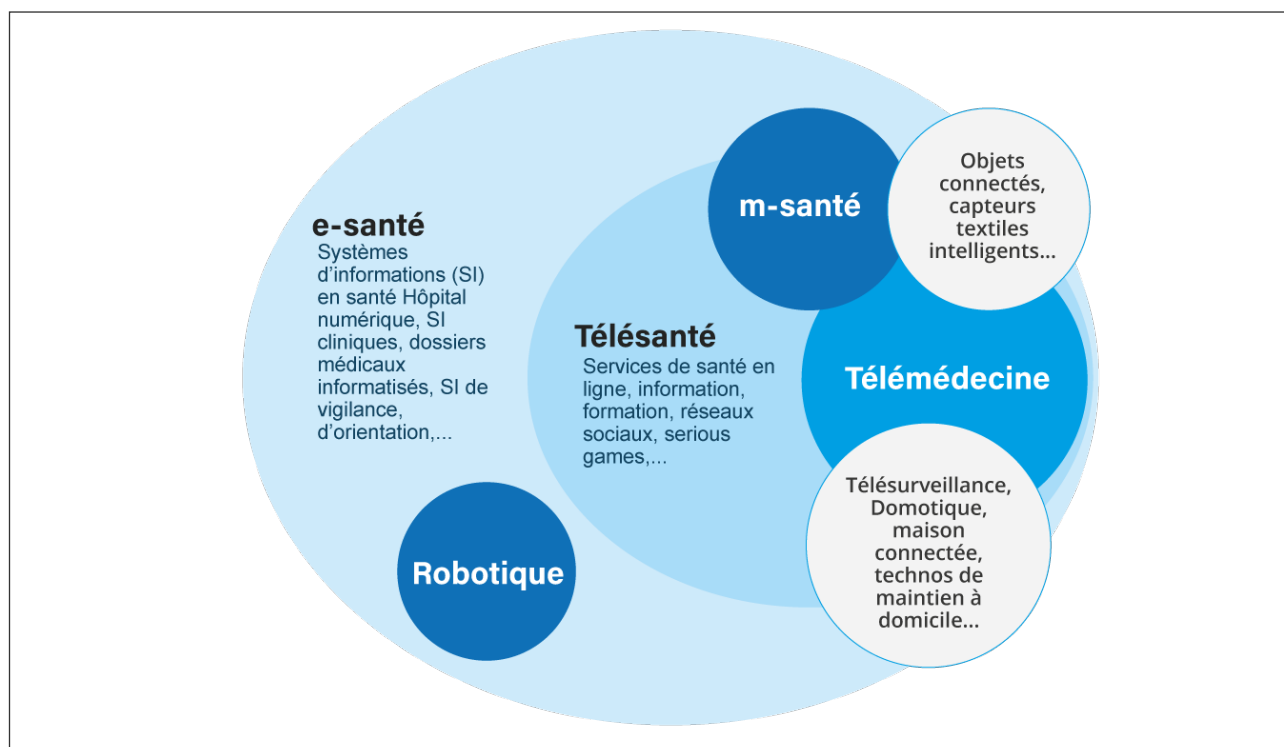 e-santé
Systèmes
d'informations (SI)
en santé Hôpital
numérique, SI
cliniques, dossiers
médicaux
informatisés, SI de
vigilance,
d'orientation,...
Télésanté
Services de santé en
ligne, information,
formation, réseaux
sociaux, serious
games,...
m-santé
Objets
connectés,
capteurs
textiles
intelligents...
Télémédecine
Télésurveillance,
Domotique,
maison
connectée,
technos de
maintien à
domicile...
Robotique